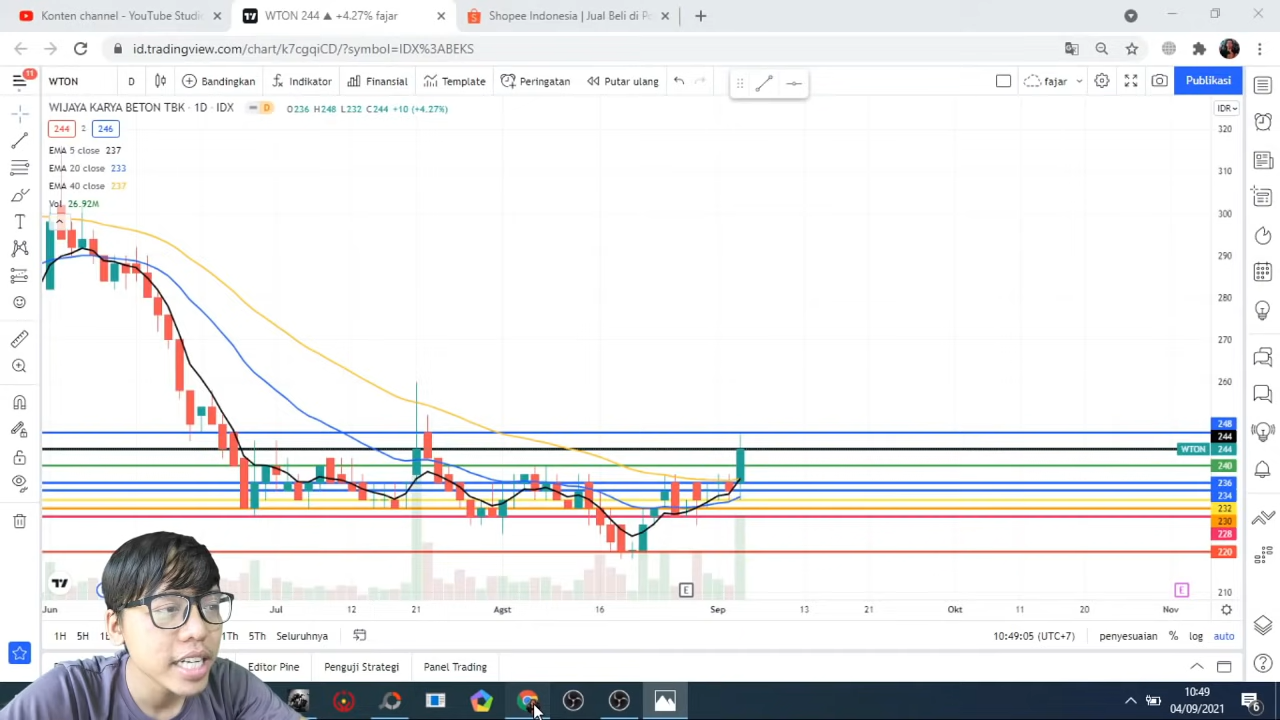 Konten channel - YouTube Studi
WTON 244 ▲ +4.27% fajar
Shopee Indonesia | Jual Beli di Po
id.tradingview.com/chart/k7cgqiCD/?symbol=IDX%3ABEKS
11
WTON
D
Bandingkan
Indikator
Finansial
Template
Peringatan
Putar ulang
fajar
Publikasi
WIJAYA KARYA BETON TBK · 1D · IDX
D
O236 H248 L232 C244 +10 (+4.27%)
IDR
244 2 246
EMA 5 close 237
EMA 20 close 233
EMA 40 close 237
Vol 26.92M
320
310
300
290
280
270
260
248
244
WTON 244
240
236
234
232
230
228
220
210
E
E
Jun
Jul
12
21
Agst
16
Sep
13
21
Okt
11
20
Nov
1H
5H
1Th
5Th
Seluruhnya
10:49:05 (UTC+7)
penyesuaian
%
log
auto
Editor Pine
Penguji Strategi
Panel Trading
10:49
04/09/2021
6